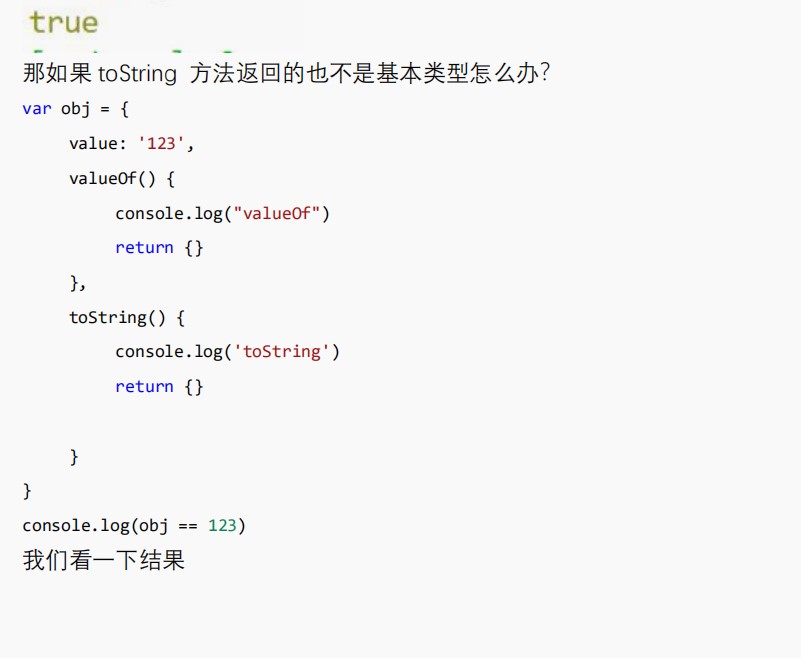 true
那如果 toString 方法返回的也不是基本类型怎么办?
var obj = {
value: '123',
valueOf() {
console.log("valueOf")
return {}
},
toString() {
console.log('toString')
return {}
}
}
console.log(obj == 123)
我们看一下结果